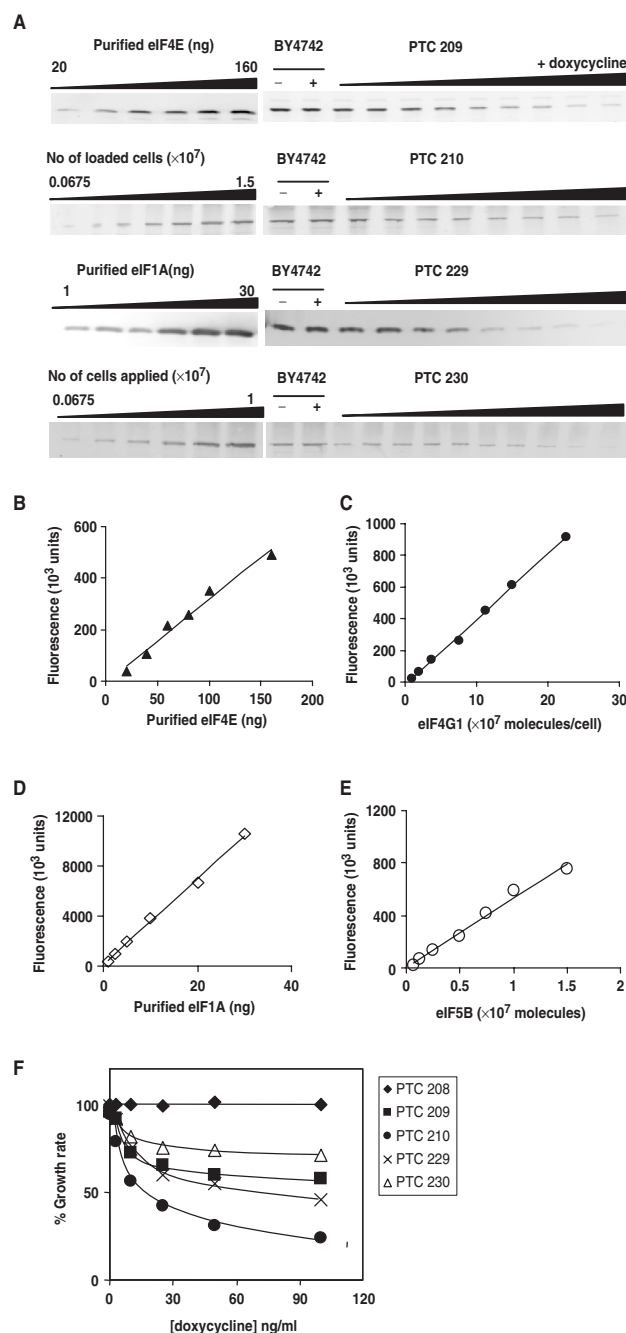 A
Purified eIF4E (ng)
BY4742
PTC 209
20
160
− +
+ doxycycline
No of loaded cells (×10⁷)
BY4742
PTC 210
0.0675
1.5
− +
Purified eIF1A(ng)
BY4742
PTC 229
1
30
− +
No of cells applied (×10⁷)
BY4742
PTC 230
0.0675
1
− +
B
Fluorescence (10³ units)
600
400
200
0
0 50 100 150 200
Purified eIF4E (ng)
C
Fluorescence (10³ units)
1000
800
600
400
200
0
0 10 20 30
eIF4G1 (×10⁷ molecules/cell)
D
Fluorescence (10³ units)
12000
8000
4000
0
0 20 40
Purified eIF1A (ng)
E
Fluorescence (10³ units)
1200
800
400
0
0 0.5 1 1.5 2
eIF5B (×10⁷ molecules)
F
% Growth rate
100
50
0
0 30 60 90 120
[doxycycline] ng/ml
PTC 208
PTC 209
PTC 210
PTC 229
PTC 230